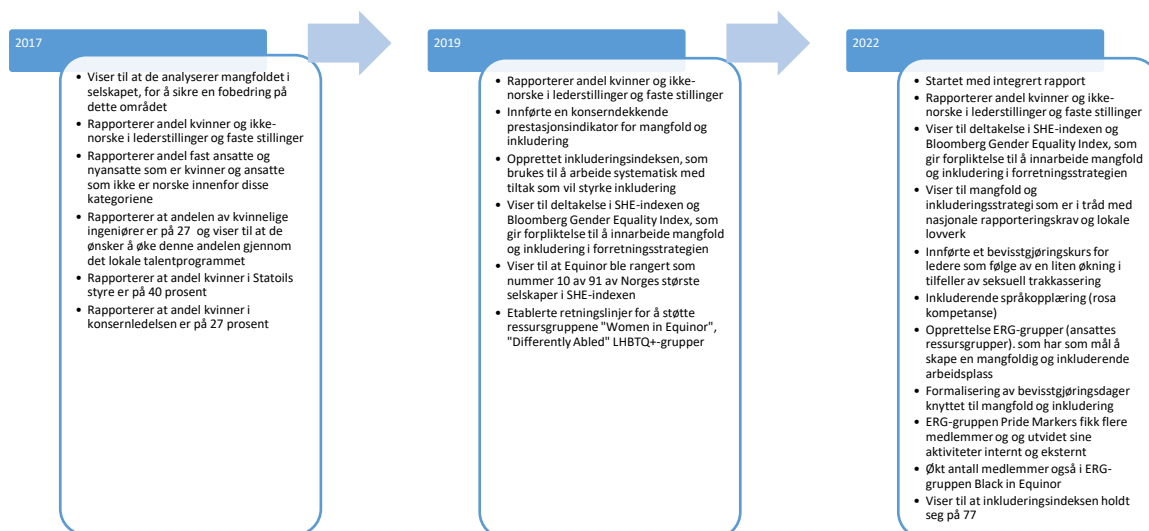 2017
• Viser til at de analyserer mangfoldet i
selskapet, for å sikre en fobedring på
dette området
• Rapporterer andel kvinner og ikke-
norske i lederstillinger og faste stillinger
• Rapporterer andel fast ansatte og
nyansatte som er kvinner og ansatte
som ikke er norske innenfor disse
kategoriene
• Rapporterer at andelen av kvinnelige
ingeniører er på 27 og viser til at de
ønsker å øke denne andelen gjennom
det lokale talentprogrammet
• Rapporterer at andel kvinner i Statoils
styre er på 40 prosent
• Rapporterer at andel kvinner i
konsernledelsen er på 27 prosent
2019
• Rapporterer andel kvinner og ikke-
norske i lederstillinger og faste stillinger
• Innførte en konserndekkende
prestasjonsindikator for mangfold og
inkludering
• Opprettet inkluderingsindeksen, som
brukes til å arbeide systematisk med
tiltak som vil styrke inkludering
• Viser til deltakelse i SHE-indexen og
Bloomberg Gender Equality Index, som
gir forpliktelse til å innarbeide mangfold
og inkludering i forretningsstrategien
• Viser til at Equinor ble rangert som
nummer 10 av 91 av Norges største
selskaper i SHE-indexen
• Etablerte retningslinjer for å støtte
ressursgruppene "Women in Equinor",
"Differently Abled" LHBTQ+-grupper
2022
• Startet med integrert rapport
• Rapporterer andel kvinner og ikke-
norske i lederstillinger og faste stillinger
• Viser til deltakelse i SHE-indexen og
Bloomberg Gender Equality Index, som
gir forpliktelse til å innarbeide mangfold
og inkludering i forretningsstrategien
• Viser til mangfold og
inkluderingsstrategi som er i tråd med
nasjonale rapporteringskrav og lokale
lovverk
• Innførte et bevisstgjøringskurs for
ledere som følge av en liten økning i
tilfeller av seksuell trakkassering
• Inkluderende språkopplæring (rosa
kompetanse)
• Opprettelse ERG-grupper (ansattes
ressursgrupper). som har som mål å
skape en mangfoldig og inkluderende
arbeidsplass
• Formalisering av bevisstgjøringsdager
knyttet til mangfold og inkludering
• ERG-gruppen Pride Markers fikk flere
medlemmer og og utvidet sine
aktiviteter internt og eksternt
• Økt antall medlemmer også i ERG-
gruppen Black in Equinor
• Viser til at inkluderingsindeksen holdt
seg på 77